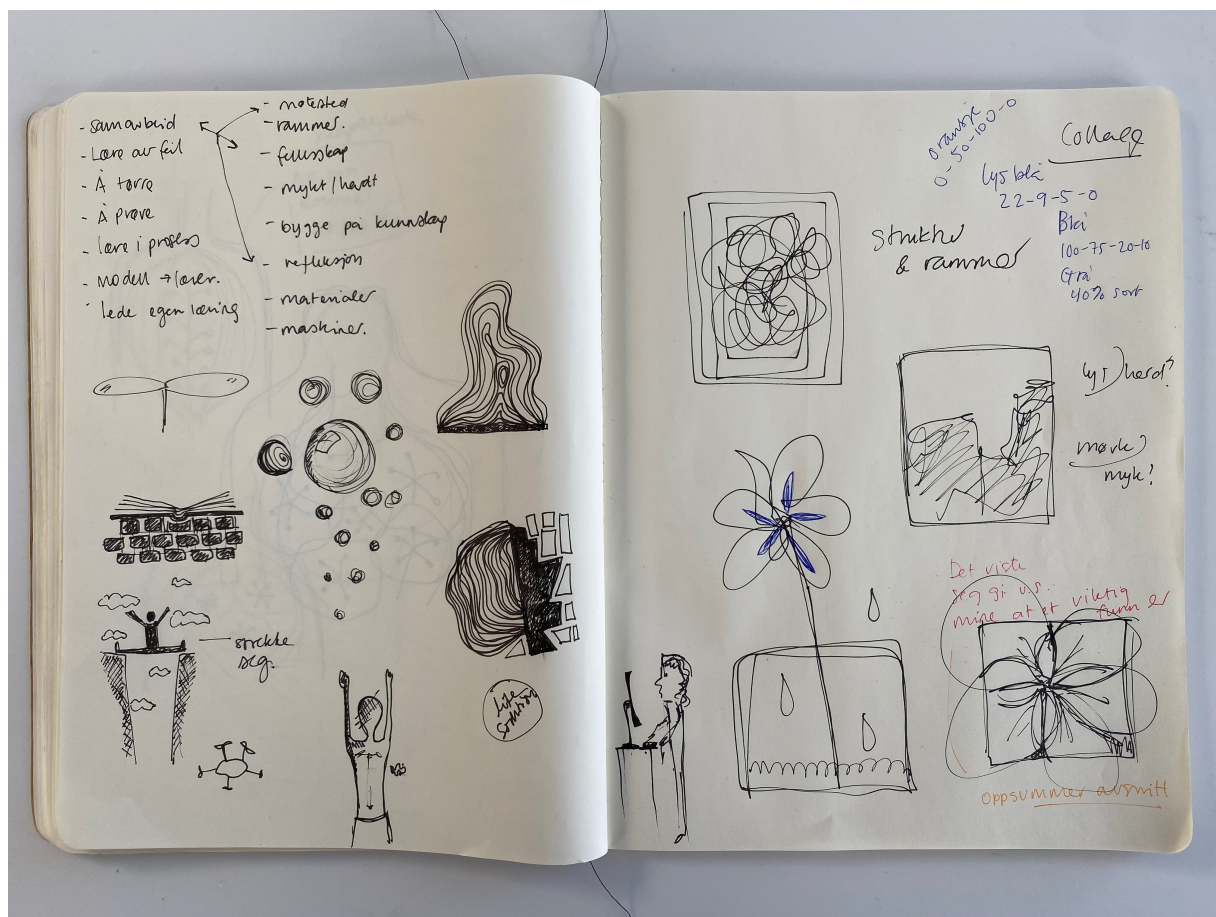 - samarbeid
- Lære av feil
- Å tørre
- Å prøve
- lære i prosess
- modell → lærer.
- lede egen læring
- møtested
- rammer.
- fellesskap
- mykt/hardt
- bygge på kunnskap
- refleksjon
- materialer
- maskiner.
strekke
seg.
Collage
oransje
0-50-100-0
lys blå
22-9-5-0
Blå
100-75-20-10
Grå
40% sort
& rammer
lys / hard?
mørk?
myk?
Det viste
seg gi
mine at et viktig
funn er
oppsummer avsnitt